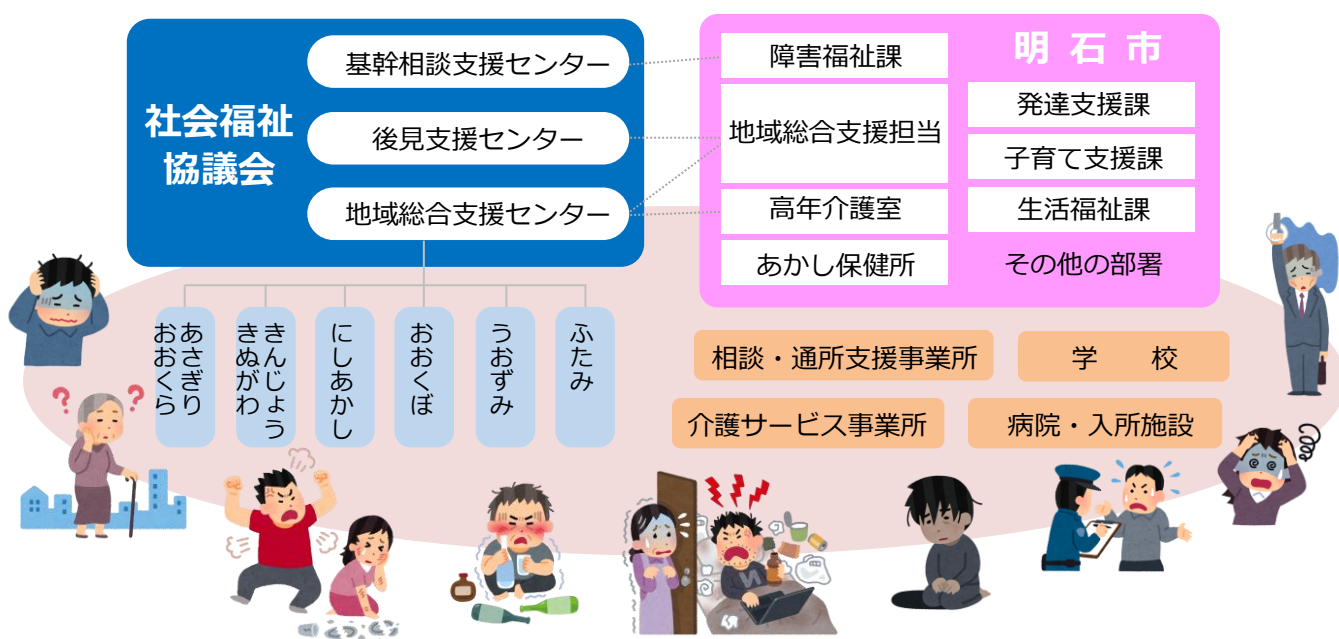 社会福祉
協議会
基幹相談支援センター
後見支援センター
地域総合支援センター
明石市
障害福祉課
地域総合支援担当
高年介護室
あかし保健所
発達支援課
子育て支援課
生活福祉課
その他の部署
あさぎり
おおくら
きんじょう
きぬがわ
にしあかし
おおくぼ
うおずみ
ふたみ
相談・通所支援事業所
学　校
介護サービス事業所
病院・入所施設
? ?